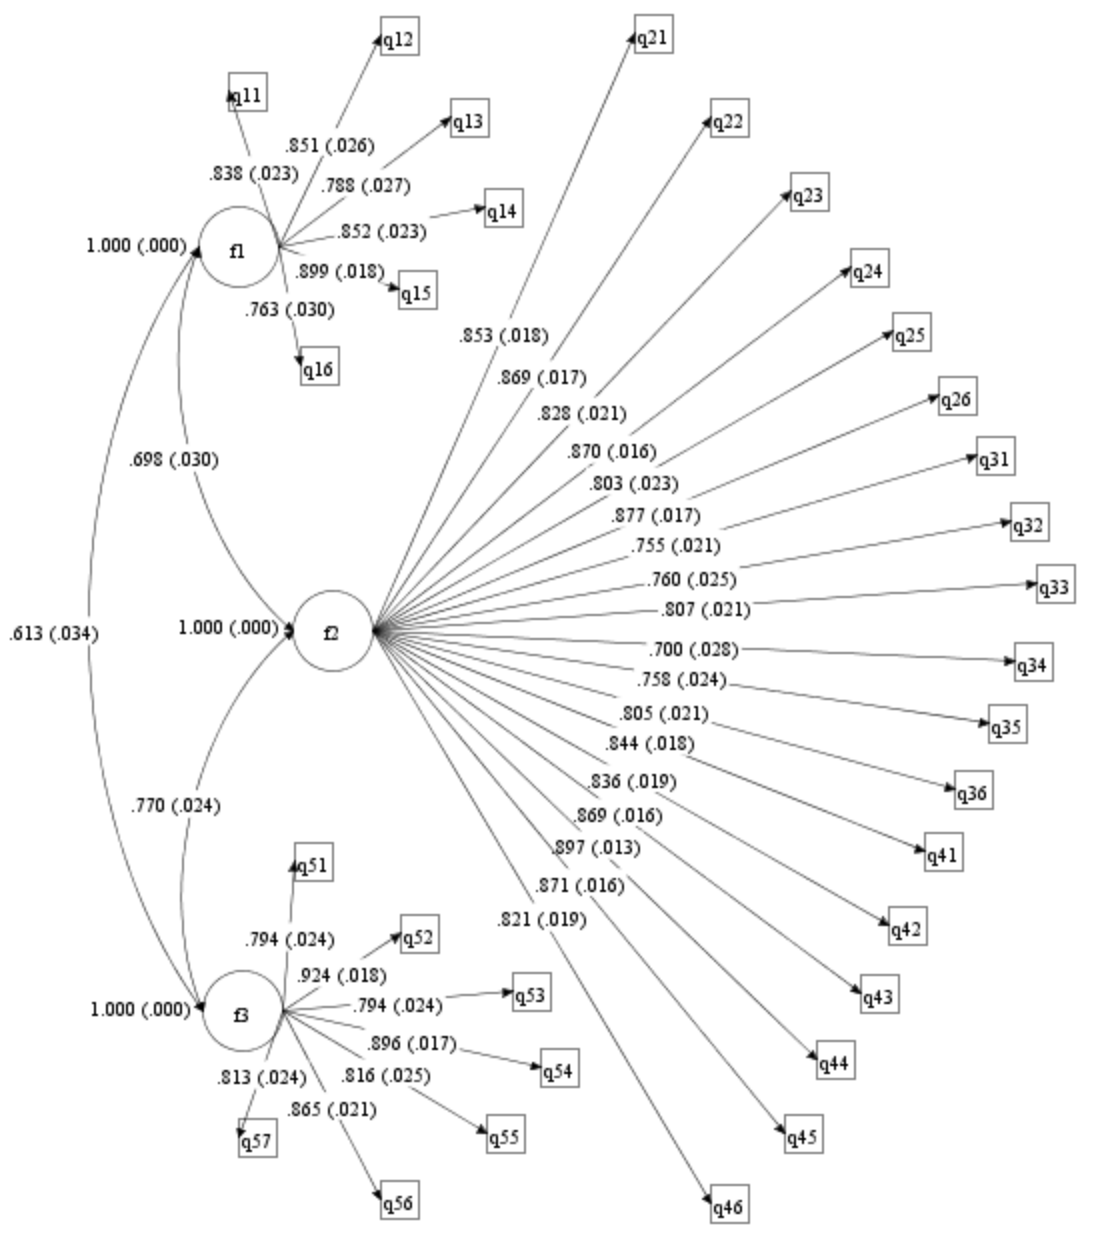 q12
q21
q11
q13
q22
.851 (.026)
.838 (.023)
.788 (.027)
q23
q14
.852 (.023)
1.000 (.000)
f1
.899 (.018)
q24
q15
.763 (.030)
q25
.853 (.018)
q16
.869 (.017)
q26
.828 (.021)
.870 (.016)
.698 (.030)
q31
.803 (.023)
.877 (.017)
q32
.755 (.021)
.760 (.025)
q33
.807 (.021)
1.000 (.000)
f2
.613 (.034)
.700 (.028)
q34
.758 (.024)
.805 (.021)
q35
.844 (.018)
.836 (.019)
q36
.770 (.024)
.869 (.016)
.897 (.013)
q41
q51
.871 (.016)
.821 (.019)
q42
.794 (.024)
q52
.924 (.018)
q53
q43
.794 (.024)
1.000 (.000)
f3
.896 (.017)
q44
q54
.813 (.024)
.816 (.025)
.865 (.021)
q57
q55
q45
q56
q46